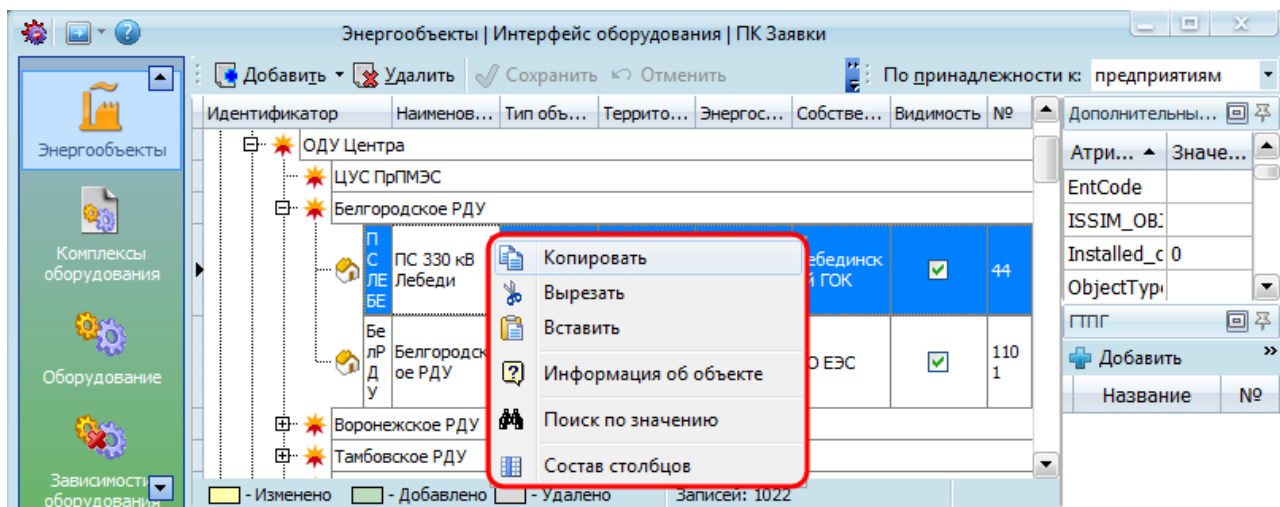 Энергообъекты | Интерфейс оборудования | ПК Заявки
Добавить Удалить Сохранить Отменить По принадлежности к: предприятиям
Идентификатор Наименов... Тип объ... Террито... Энергос... Собстве... Видимость №
Дополнительны...
Атри... Значе...
EntCode
ISSIM_OBJ
Installed_c 0
ObjectType
ГТПГ
Добавить »
Название №
Энергообъекты
Комплексы
оборудования
Оборудование
Зависимости
оборудования
ОДУ Центра
ЦУС ПрПМЭС
Белгородское РДУ
П
С
ЛЕ
БЕ
ПС 330 кВ
Лебеди
ебединск
й ГОК
44
Бе
лР
Д
У
Белгородск
ое РДУ
О ЕЭС
110
1
Воронежское РДУ
Тамбовское РДУ
Копировать
Вырезать
Вставить
Информация об объекте
Поиск по значению
Состав столбцов
- Изменено - Добавлено - Удалено Записей: 1022